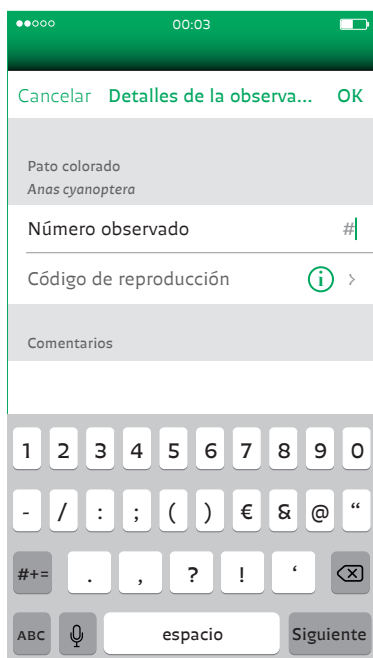 00:03
Cancelar Detalles de la observa... OK
Pato colorado
Anas cyanoptera
Número observado #
Código de reproducción i >
Comentarios
1 2 3 4 5 6 7 8 9 0
- / : ; ( ) € & @ “
#+= . , ? ! ‘
ABC espacio Siguiente